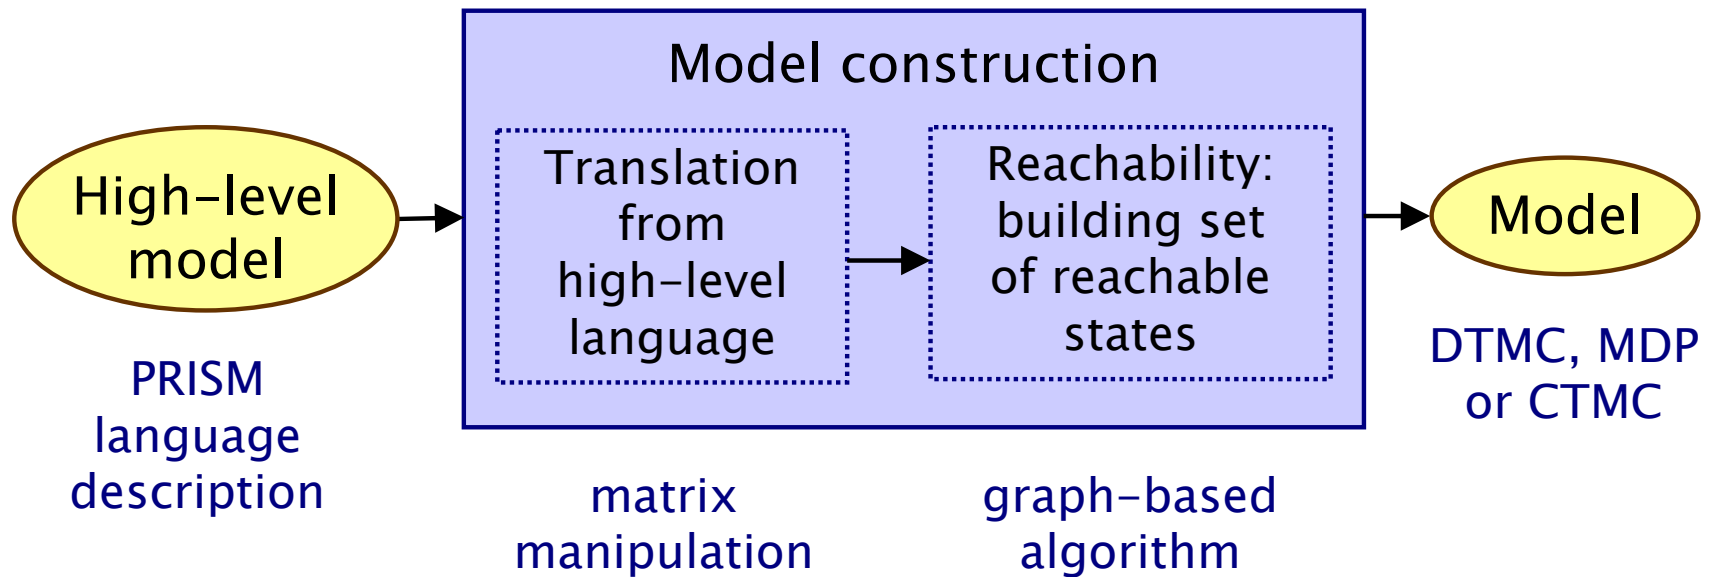 Model construction
High-level
model
Translation
from
high-level
language
Reachability:
building set
of reachable
states
Model
PRISM
language
description
matrix
manipulation
graph-based
algorithm
DTMC, MDP
or CTMC